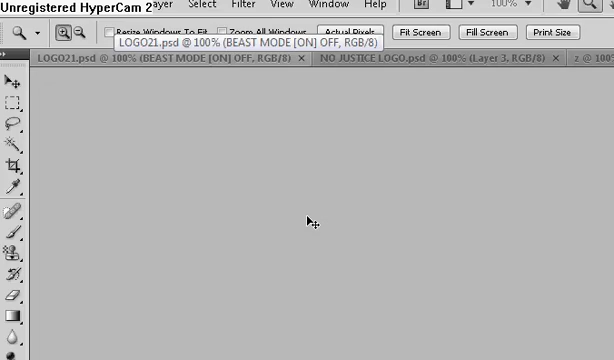 Unregistered HyperCam 2
ayer Select Filter View Window Help Br 100%
Resize Windows To Fit Zoom All Windows Actual Pixels Fit Screen Fill Screen Print Size
LOGO21.psd @ 100% (BEAST MODE [ON] OFF, RGB/8)
LOGO21.psd @ 100% (BEAST MODE [ON] OFF, RGB/8) × NO JUSTICE LOGO.psd @ 100% (Layer 3, RGB/8) × z @ 100%